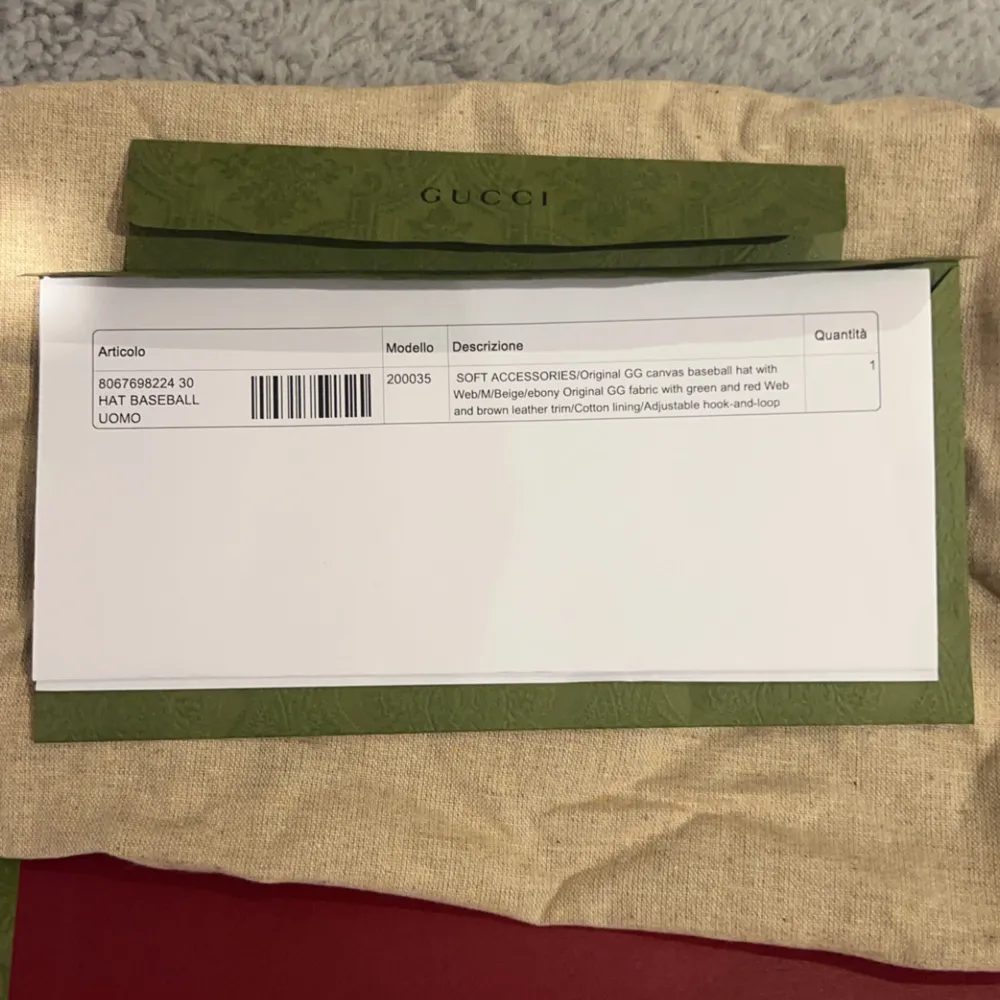 GUCCI
Articolo
Modello
Descrizione
Quantità
8067698224 30
HAT BASEBALL
UOMO
200035
SOFT ACCESSORIES/Original GG canvas baseball hat with
Web/M/Beige/ebony Original GG fabric with green and red Web
and brown leather trim/Cotton lining/Adjustable hook-and-loop
1